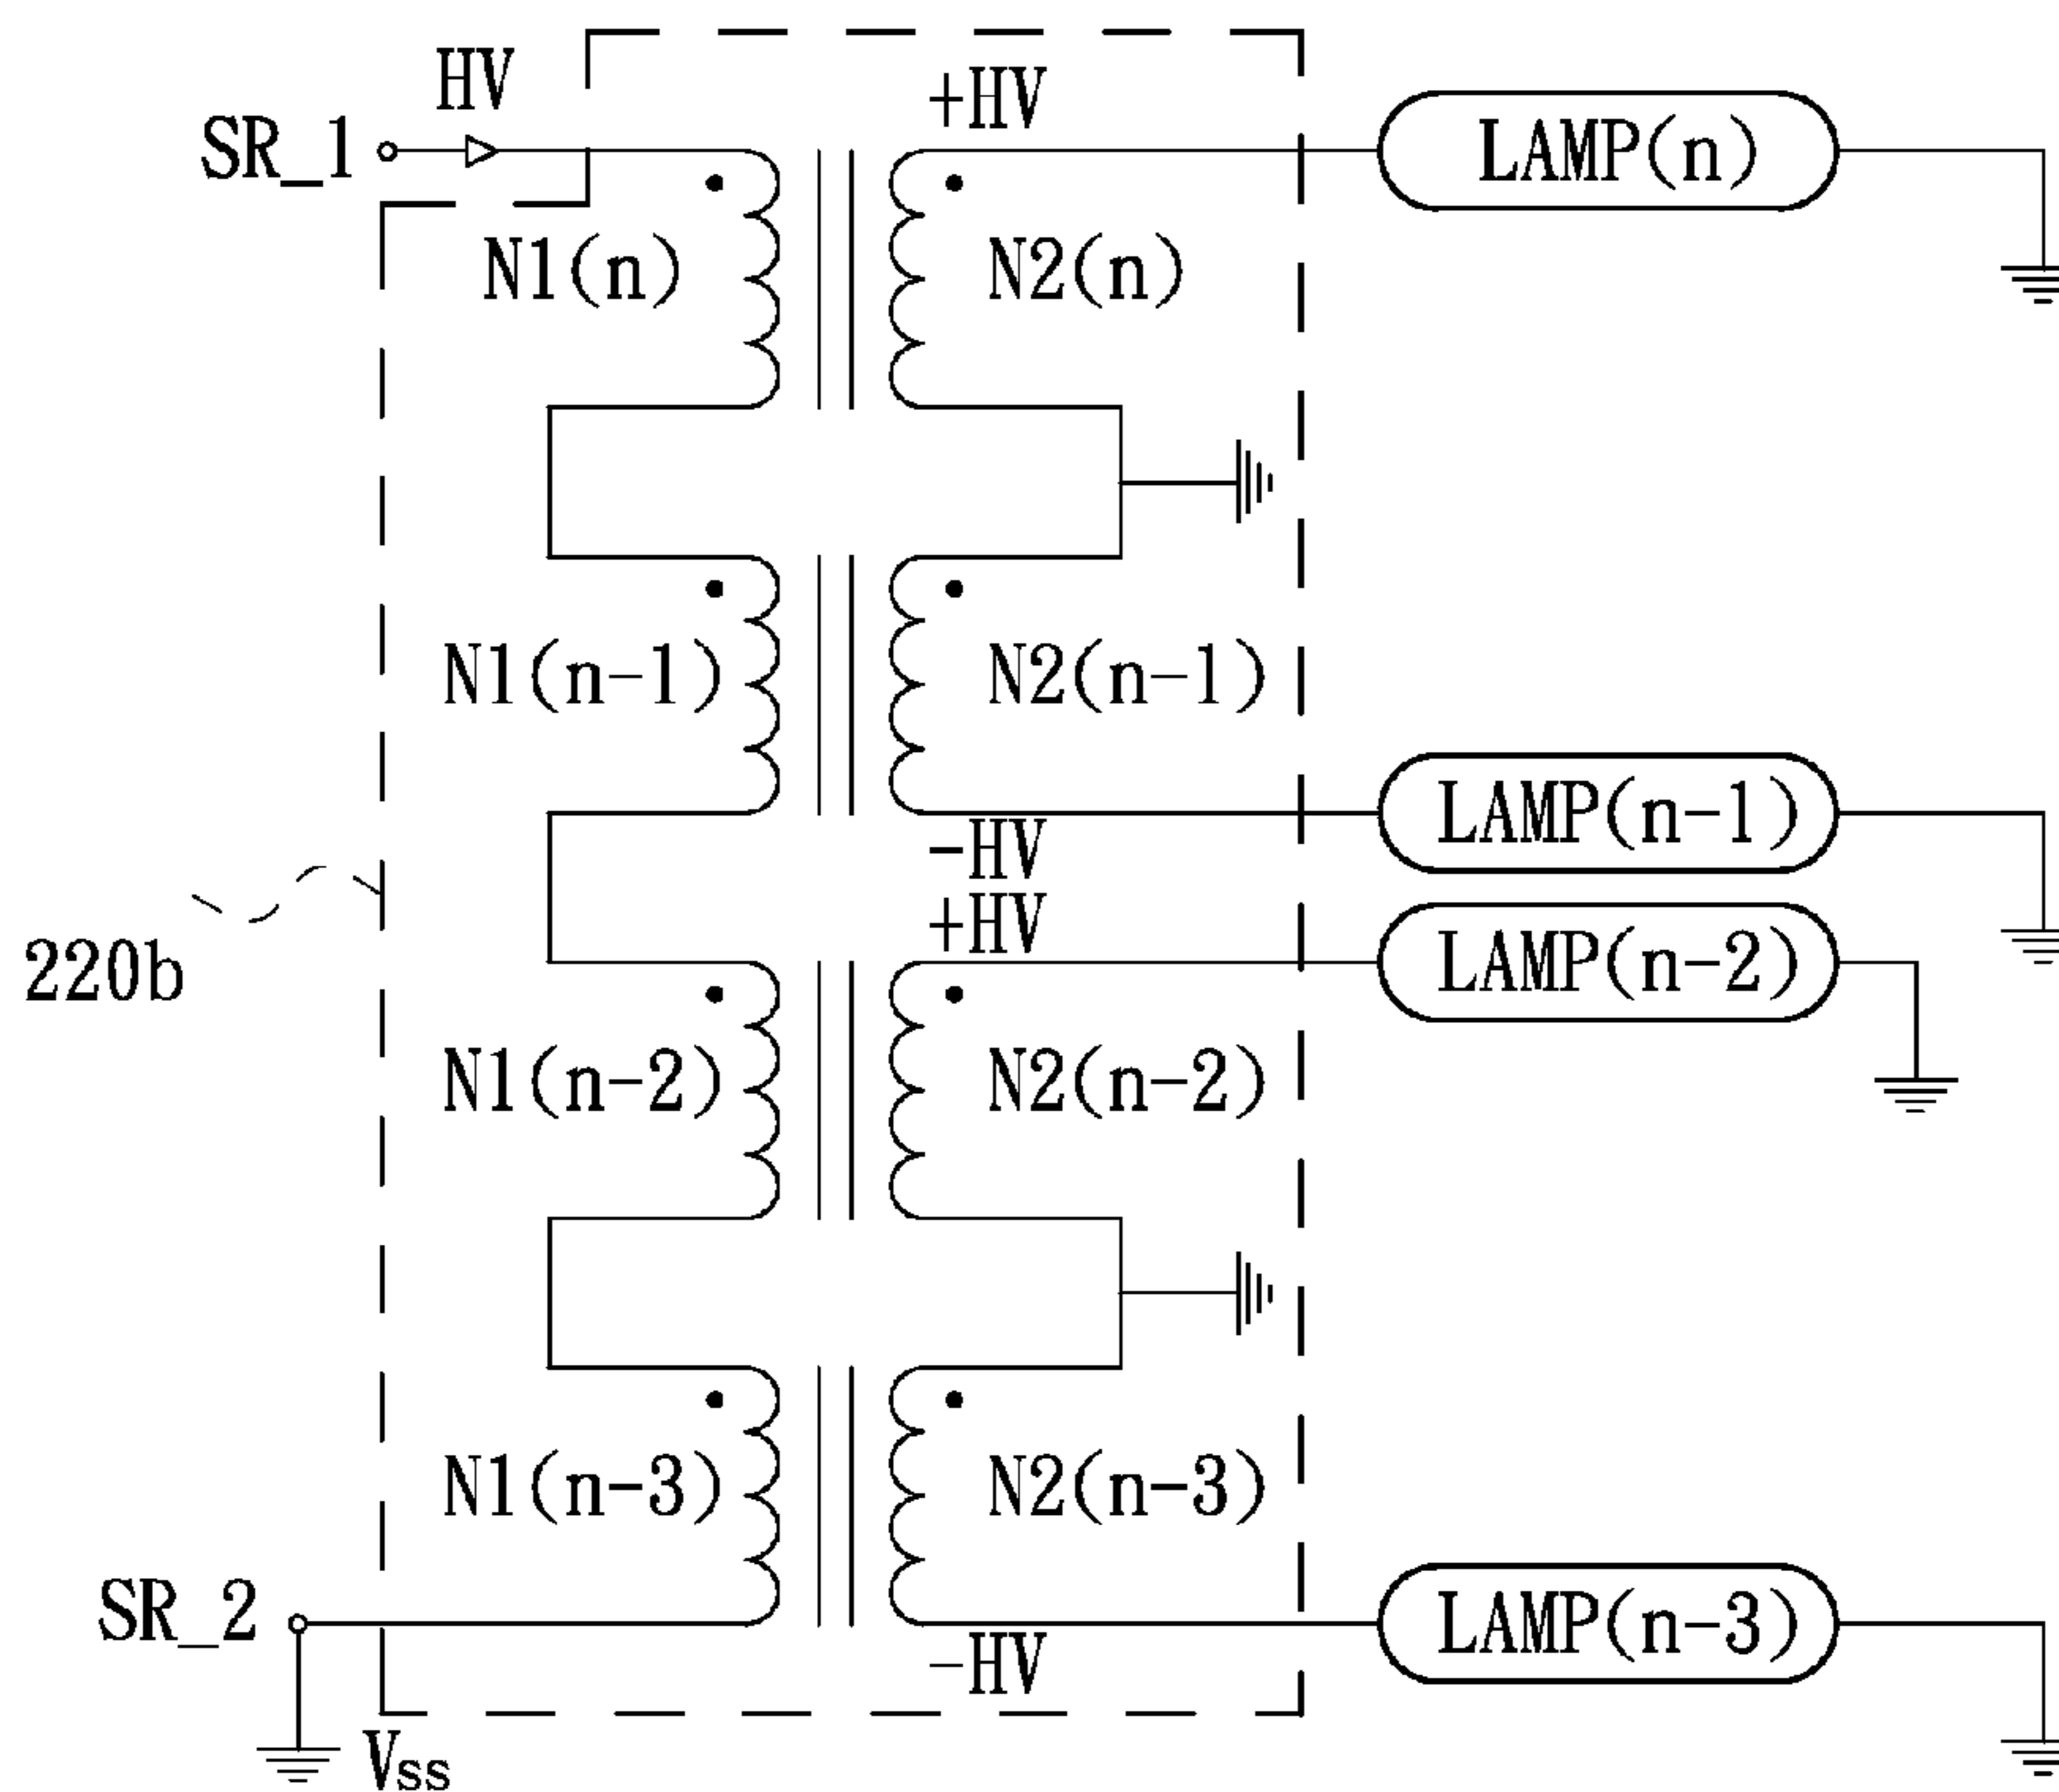 HV
+HV
SR_1
LAMP(n)
N1(n)
N2(n)
N1(n-1)
N2(n-1)
LAMP(n-1)
-HV
+HV
LAMP(n-2)
220b
N1(n-2)
N2(n-2)
N1(n-3)
N2(n-3)
SR_2
LAMP(n-3)
-HV
Vss